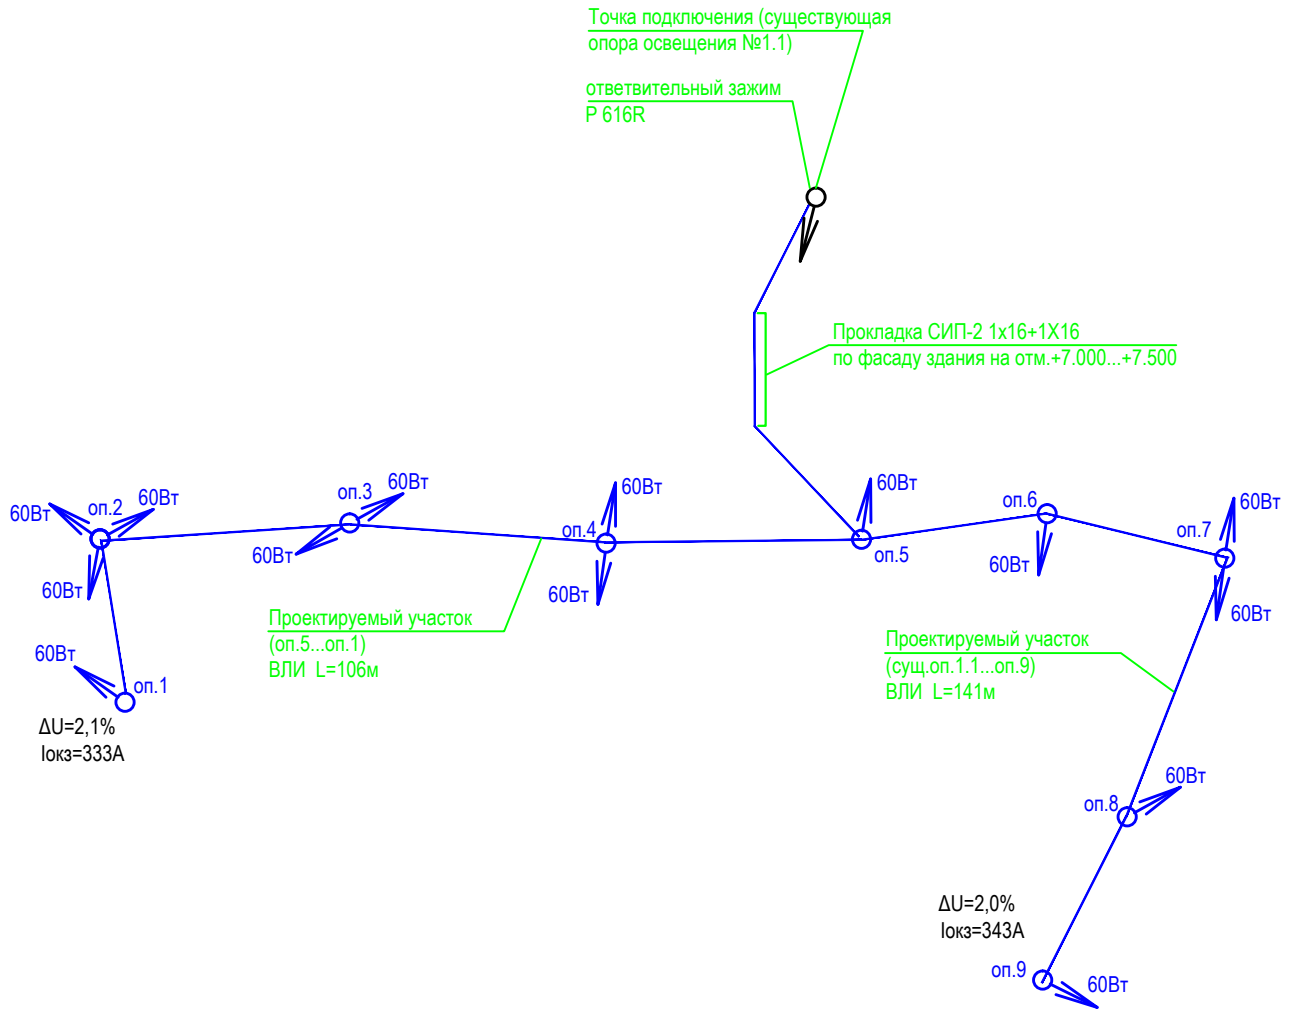 Точка подключения (существующая
опора освещения №1.1)
ответвительный зажим
P 616R
Прокладка СИП-2 1х16+1Х16
по фасаду здания на отм.+7.000...+7.500
60Вт
оп.2
60Вт
60Вт
оп.3
60Вт
60Вт
60Вт
оп.4
60Вт
60Вт
оп.5
оп.6
60Вт
оп.7
60Вт
60Вт
Проектируемый участок
(оп.5...оп.1)
ВЛИ L=106м
Проектируемый участок
(сущ.оп.1.1...оп.9)
ВЛИ L=141м
60Вт
оп.1
ΔU=2,1%
Iокз=333А
60Вт
оп.8
ΔU=2,0%
Iокз=343А
оп.9
60Вт